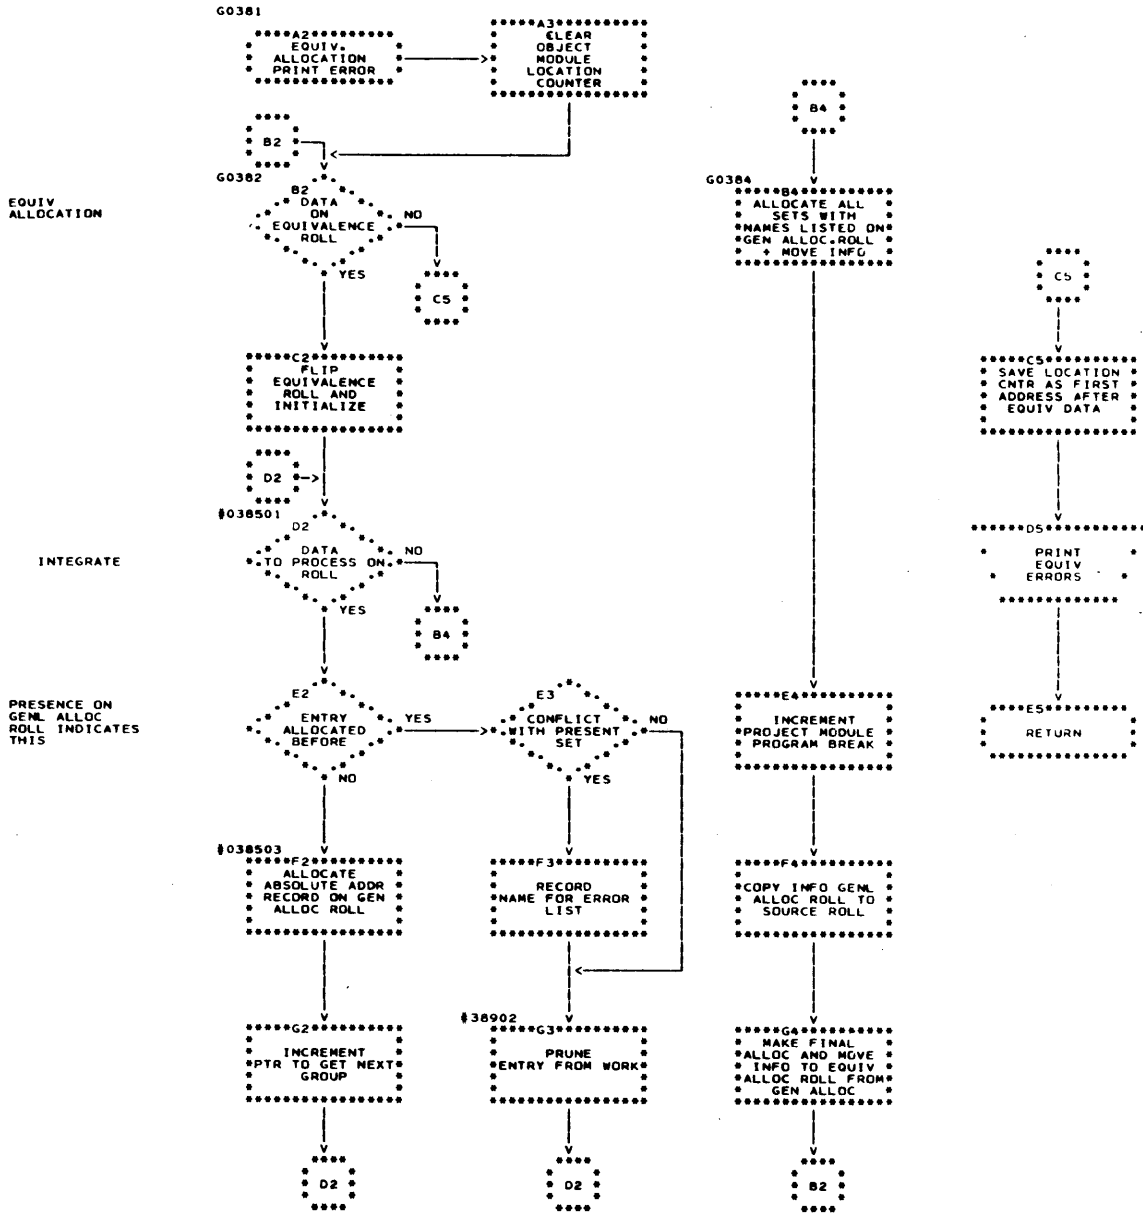 G0381
A2
EQUIV.
ALLOCATION
PRINT ERROR
A3
CLEAR
OBJECT
MODULE
LOCATION
COUNTER
B2
G0382
EQUIV
ALLOCATION
B2
DATA
ON
EQUIVALENCE
ROLL
NO
YES
C5
C2
FLIP
EQUIVALENCE
ROLL AND
INITIALIZE
D2
#038501
INTEGRATE
D2
DATA
TO PROCESS ON
ROLL
NO
YES
B4
PRESENCE ON
GENL ALLOC
ROLL INDICATES
THIS
E2
ENTRY
ALLOCATED
BEFORE
YES
NO
E3
CONFLICT
WITH PRESENT
SET
NO
YES
#038503
F2
ALLOCATE
ABSOLUTE ADDR
RECORD ON GEN
ALLOC ROLL
F3
RECORD
NAME FOR ERROR
LIST
G2
INCREMENT
PTR TO GET NEXT
GROUP
#38902
G3
PRUNE
ENTRY FROM WORK
D2
D2
B4
G0384
B4
ALLOCATE ALL
SETS WITH
NAMES LISTED ON
GEN ALLOC.ROLL
+ MOVE INFO
E4
INCREMENT
PROJECT MODULE
PROGRAM BREAK
F4
COPY INFO GENL
ALLOC ROLL TO
SOURCE ROLL
G4
MAKE FINAL
ALLOC AND MOVE
INFO TO EQUIV
ALLOC ROLL FROM
GEN ALLOC
B2
C5
C5
SAVE LOCATION
CNTR AS FIRST
ADDRESS AFTER
EQUIV DATA
D5
PRINT
EQUIV
ERRORS
E5
RETURN